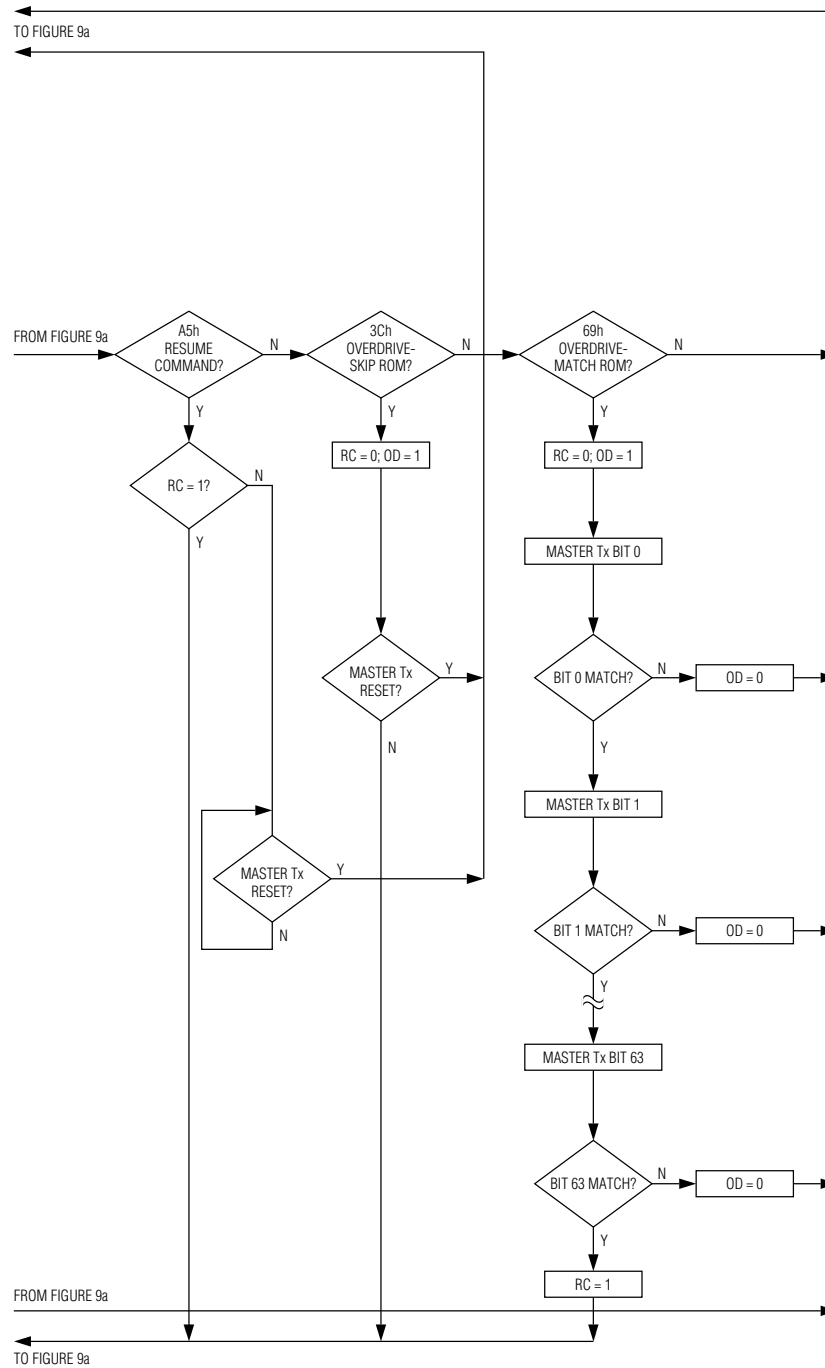 TO FIGURE 9a
FROM FIGURE 9a
A5h
RESUME
COMMAND?
N
3Ch
OVERDRIVE-
SKIP ROM?
N
69h
OVERDRIVE-
MATCH ROM?
N
Y
Y
Y
RC = 1?
N
Y
RC = 0; OD = 1
RC = 0; OD = 1
MASTER Tx BIT 0
MASTER Tx
RESET?
Y
N
BIT 0 MATCH?
N
OD = 0
Y
MASTER Tx BIT 1
MASTER Tx
RESET?
Y
N
BIT 1 MATCH?
N
OD = 0
Y
MASTER Tx BIT 63
BIT 63 MATCH?
N
OD = 0
Y
RC = 1
FROM FIGURE 9a
TO FIGURE 9a